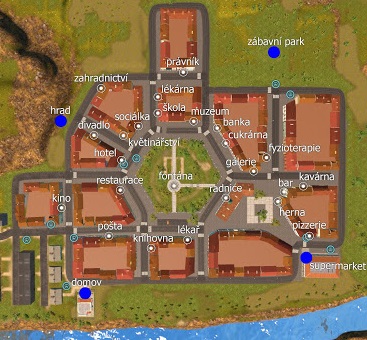 zábavní park
právník
zahradnictví
lékárna
hrad
škola
sociálka
muzeum
divadlo
banka
květinářství
cukrárna
hotel
galerie
fyzioterapie
fontána
kavárna
restaurace
radnice
bar
kino
herna
pošta
pizzerie
knihovna
lékař
supermarket
domov